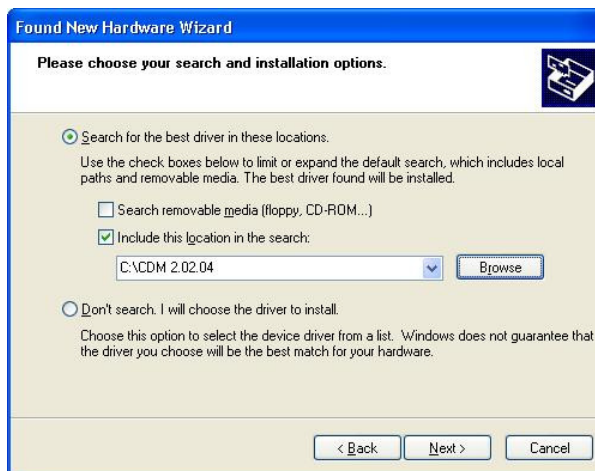 Found New Hardware Wizard
Please choose your search and installation options.
Search for the best driver in these locations.
Use the check boxes below to limit or expand the default search, which includes local
paths and removable media. The best driver found will be installed.
Search removable media (floppy, CD-ROM...)
Include this location in the search:
C:\CDM 2.02.04
Browse
Don't search. I will choose the driver to install.
Choose this option to select the device driver from a list. Windows does not guarantee that
the driver you choose will be the best match for your hardware.
< Back Next > Cancel